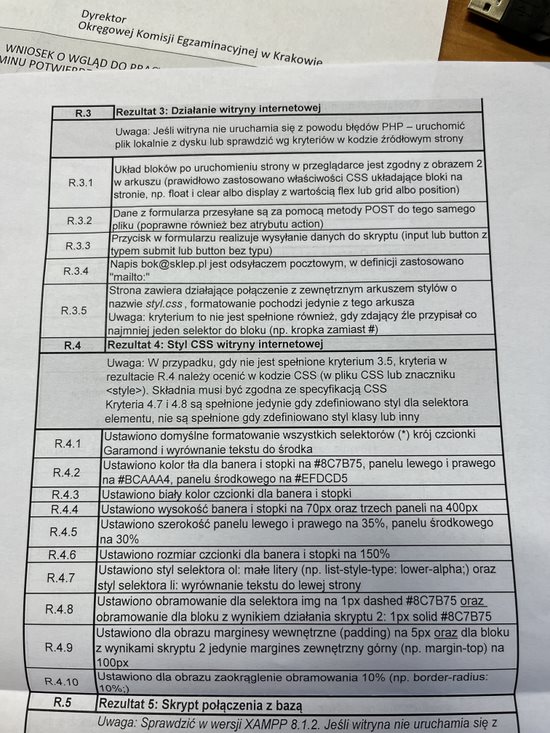 Dyrektor
Okręgowej Komisji Egzaminacyjnej w Krakowie
WNIOSEK O WGLĄD DO
R.3 Rezultat 3: Działanie witryny internetowej
Uwaga: Jeśli witryna nie uruchamia się z powodu błędów PHP – uruchomić
plik lokalnie z dysku lub sprawdzić wg kryteriów w kodzie źródłowym strony
R.3.1 Układ bloków po uruchomieniu strony w przeglądarce jest zgodny z obrazem 2
w arkuszu (prawidłowo zastosowano właściwości CSS układające bloki na
stronie, np. float i clear albo display z wartością flex lub grid albo position)
R.3.2 Dane z formularza przesyłane są za pomocą metody POST do tego samego
pliku (poprawne również bez atrybutu action)
R.3.3 Przycisk w formularzu realizuje wysyłanie danych do skryptu (input lub button z
typem submit lub button bez typu)
R.3.4 Napis bok@sklep.pl jest odsyłaczem pocztowym, w definicji zastosowano
"mailto:"
R.3.5 Strona zawiera działające połączenie z zewnętrznym arkuszem stylów o
nazwie styl.css, formatowanie pochodzi jedynie z tego arkusza
Uwaga: kryterium to nie jest spełnione również, gdy zdający źle przypisał co
najmniej jeden selektor do bloku (np. kropka zamiast #)
R.4 Rezultat 4: Styl CSS witryny internetowej
Uwaga: W przypadku, gdy nie jest spełnione kryterium 3.5, kryteria w
rezultacie R.4 należy ocenić w kodzie CSS (w pliku CSS lub znaczniku
<style>). Składnia musi być zgodna ze specyfikacją CSS
Kryteria 4.7 i 4.8 są spełnione jedynie gdy zdefiniowano styl dla selektora
elementu, nie są spełnione gdy zdefiniowano styl klasy lub inny
R.4.1 Ustawiono domyślne formatowanie wszystkich selektorów (*) krój czcionki
Garamond i wyrównanie tekstu do środka
R.4.2 Ustawiono kolor tła dla banera i stopki na #8C7B75, panelu lewego i prawego
na #BCAAA4, panelu środkowego na #EFDCD5
R.4.3 Ustawiono biały kolor czcionki dla banera i stopki
R.4.4 Ustawiono wysokość banera i stopki na 70px oraz trzech paneli na 400px
R.4.5 Ustawiono szerokość panelu lewego i prawego na 35%, panelu środkowego
na 30%
R.4.6 Ustawiono rozmiar czcionki dla banera i stopki na 150%
R.4.7 Ustawiono styl selektora ol: małe litery (np. list-style-type: lower-alpha;) oraz
styl selektora li: wyrównanie tekstu do lewej strony
R.4.8 Ustawiono obramowanie dla selektora img na 1px dashed #8C7B75 oraz
obramowanie dla bloku z wynikiem działania skryptu 2: 1px solid #8C7B75
R.4.9 Ustawiono dla obrazu marginesy wewnętrzne (padding) na 5px oraz dla bloku
z wynikami skryptu 2 jedynie margines zewnętrzny górny (np. margin-top) na
100px
R.4.10 Ustawiono dla obrazu zaokrąglenie obramowania 10% (np. border-radius:
10%;)
R.5 Rezultat 5: Skrypt połączenia z bazą
Uwaga: Sprawdzić w wersji XAMPP 8.1.2. Jeśli witryna nie uruchamia się z